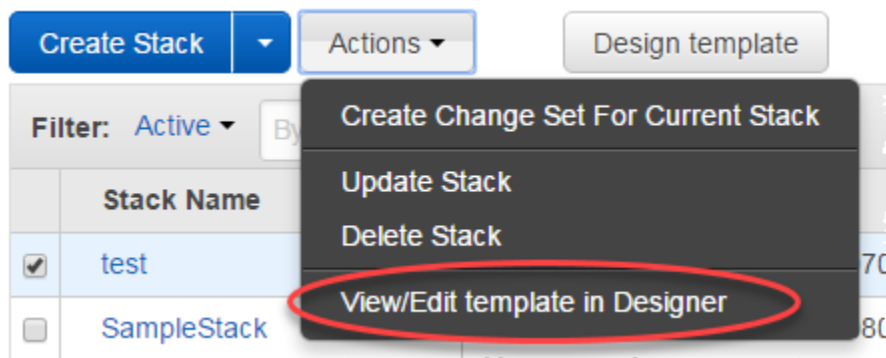 Create Stack Actions Design template
Filter: Active By
Create Change Set For Current Stack
Update Stack
Stack Name
Delete Stack
test
View/Edit template in Designer
SampleStack